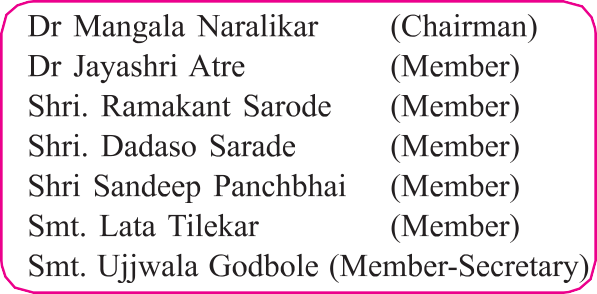 Dr Mangala Naralikar (Chairman)
Dr Jayashri Atre (Member)
Shri. Ramakant Sarode (Member)
Shri. Dadaso Sarade (Member)
Shri Sandeep Panchbhai (Member)
Smt. Lata Tilekar (Member)
Smt. Ujjwala Godbole (Member-Secretary)